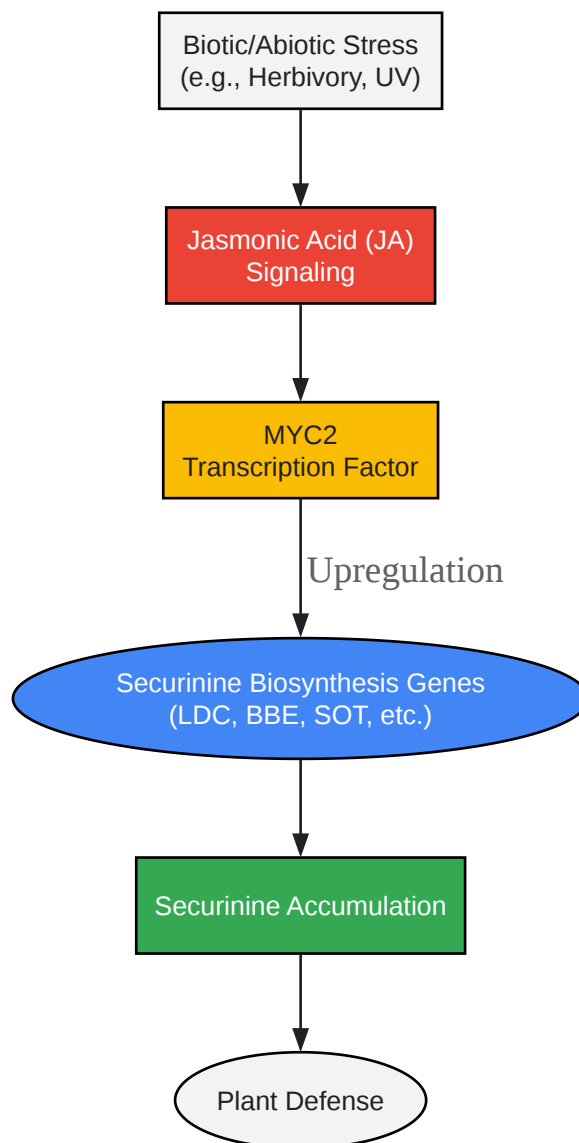 Biotic/Abiotic Stress
(e.g., Herbivory, UV)
Jasmonic Acid (JA)
Signaling
MYC2
Transcription Factor
Upregulation
Securinine Biosynthesis Genes
(LDC, BBE, SOT, etc.)
Securinine Accumulation
Plant Defense